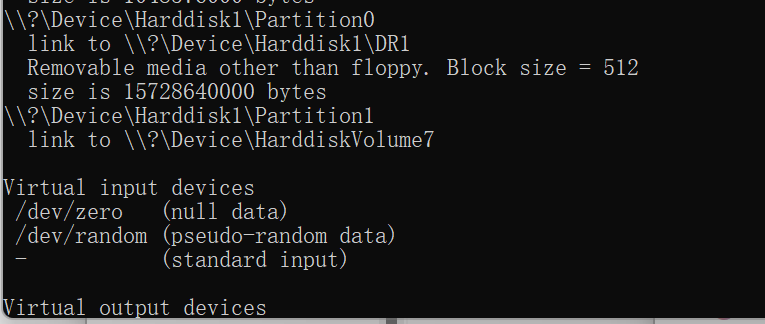 \\?\Device\Harddisk1\Partition0
link to \\?\Device\Harddisk1\DR1
Removable media other than floppy. Block size = 512
size is 15728640000 bytes
\\?\Device\Harddisk1\Partition1
link to \\?\Device\HarddiskVolume7
Virtual input devices
/dev/zero (null data)
/dev/random (pseudo-random data)
- (standard input)
Virtual output devices